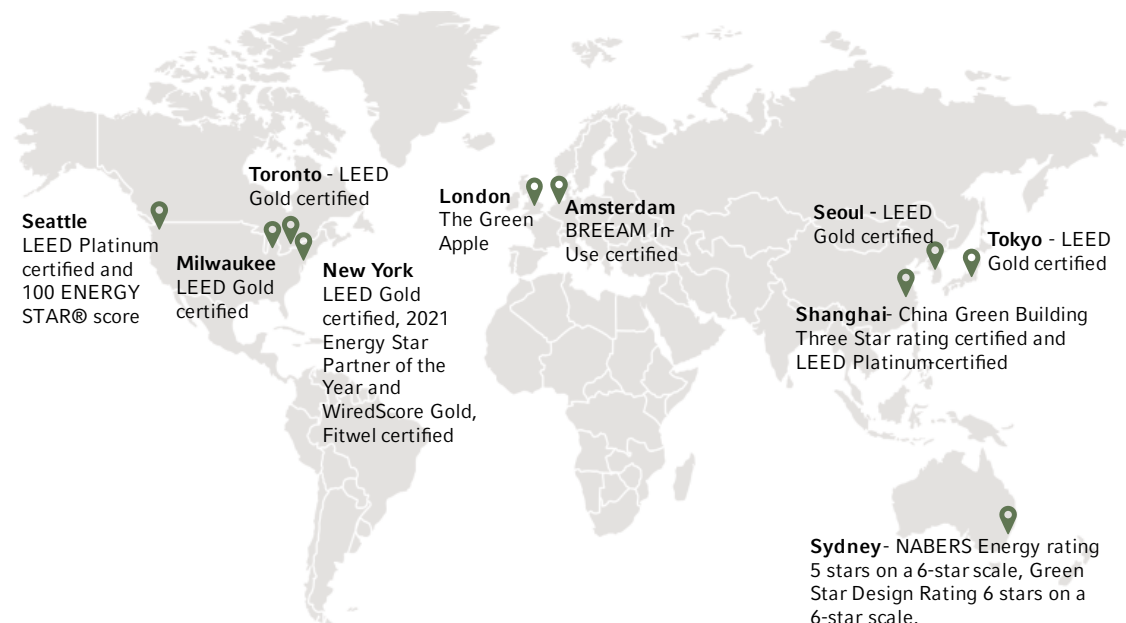 Toronto - LEED
Gold certified
Seattle
LEED Platinum
certified and
100 ENERGY
STAR® score
Milwaukee
LEED Gold
certified
New York
LEED Gold
certified, 2021
Energy Star
Partner of the
Year and
WiredScore Gold,
Fitwel certified
London
The Green
Apple
Amsterdam
BREEAM In-
Use certified
Seoul - LEED
Gold certified
Tokyo - LEED
Gold certified
Shanghai- China Green Building
Three Star rating certified and
LEED Platinum-certified
Sydney- NABERS Energy rating
5 stars on a 6-star scale, Green
Star Design Rating 6 stars on a
6-star scale.